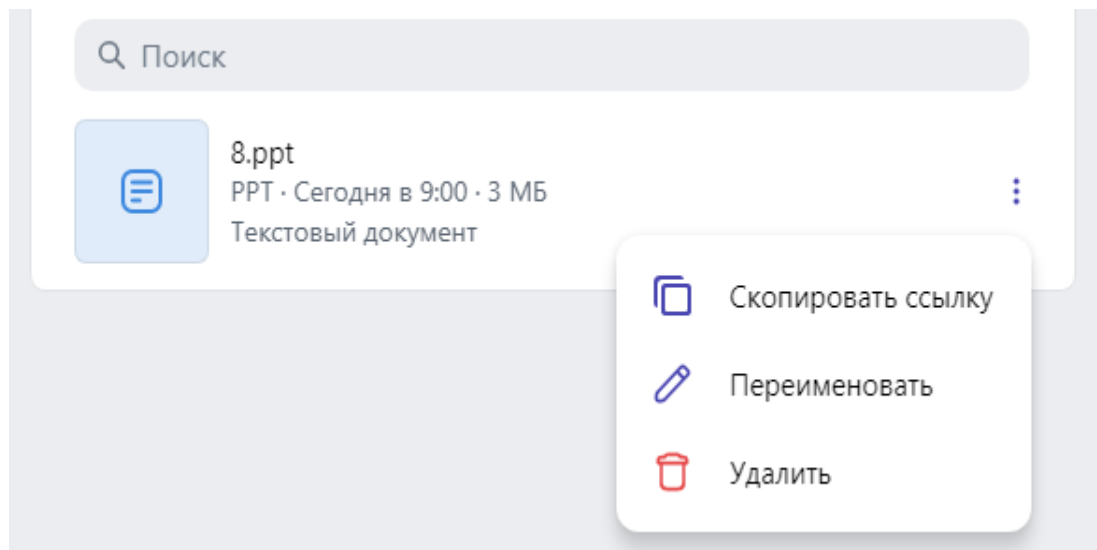 Поиск
8.ppt
PPT · Сегодня в 9:00 · 3 МБ
Текстовый документ
Скопировать ссылку
Переименовать
Удалить